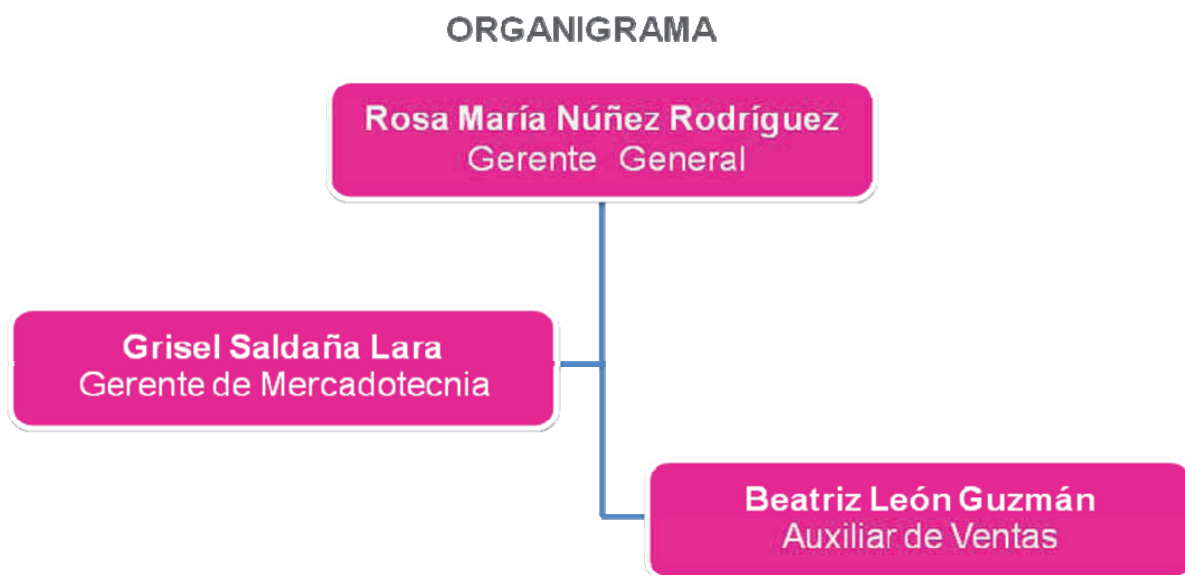 ORGANIGRAMA
Rosa María Núñez Rodríguez
Gerente General
Grisel Saldaña Lara
Gerente de Mercadotecnia
Beatriz León Guzmán
Auxiliar de Ventas